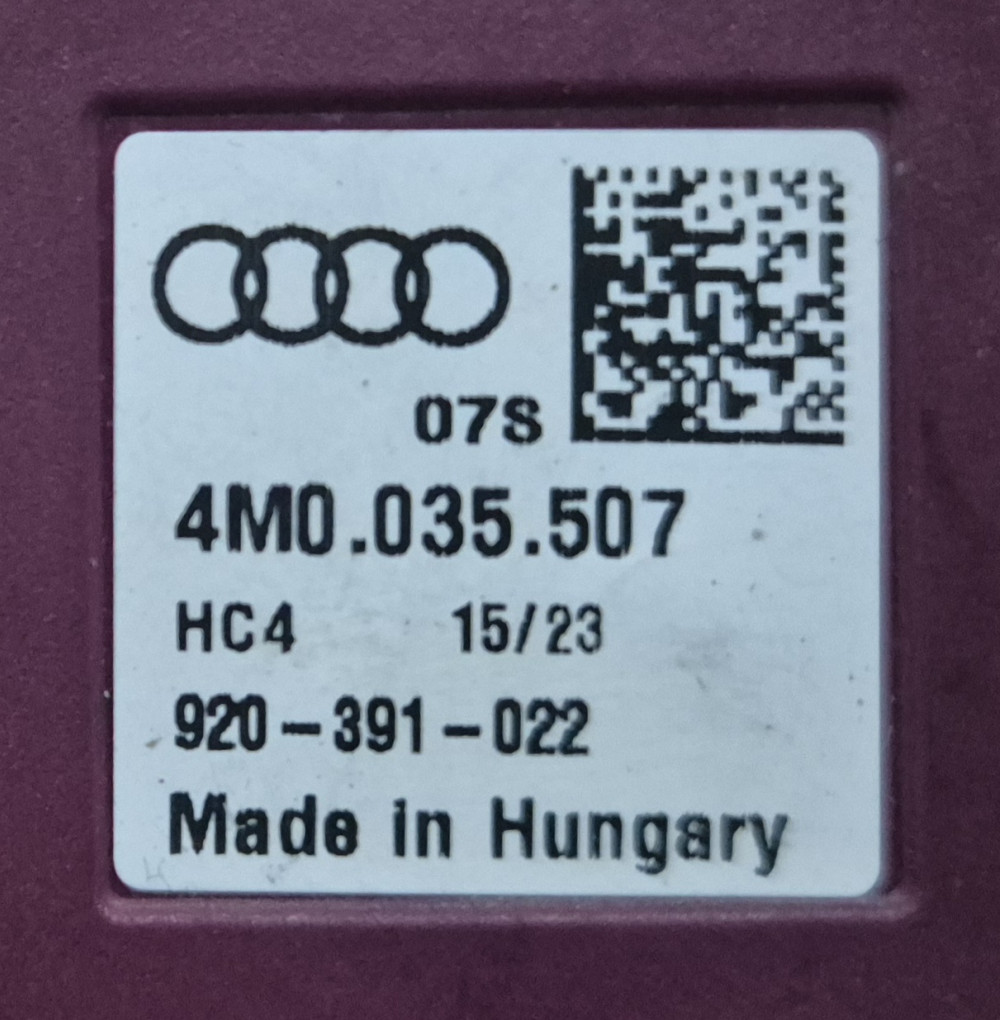 07S
4M0.035.507
HC4 15/23
920-391-022
Made in Hungary